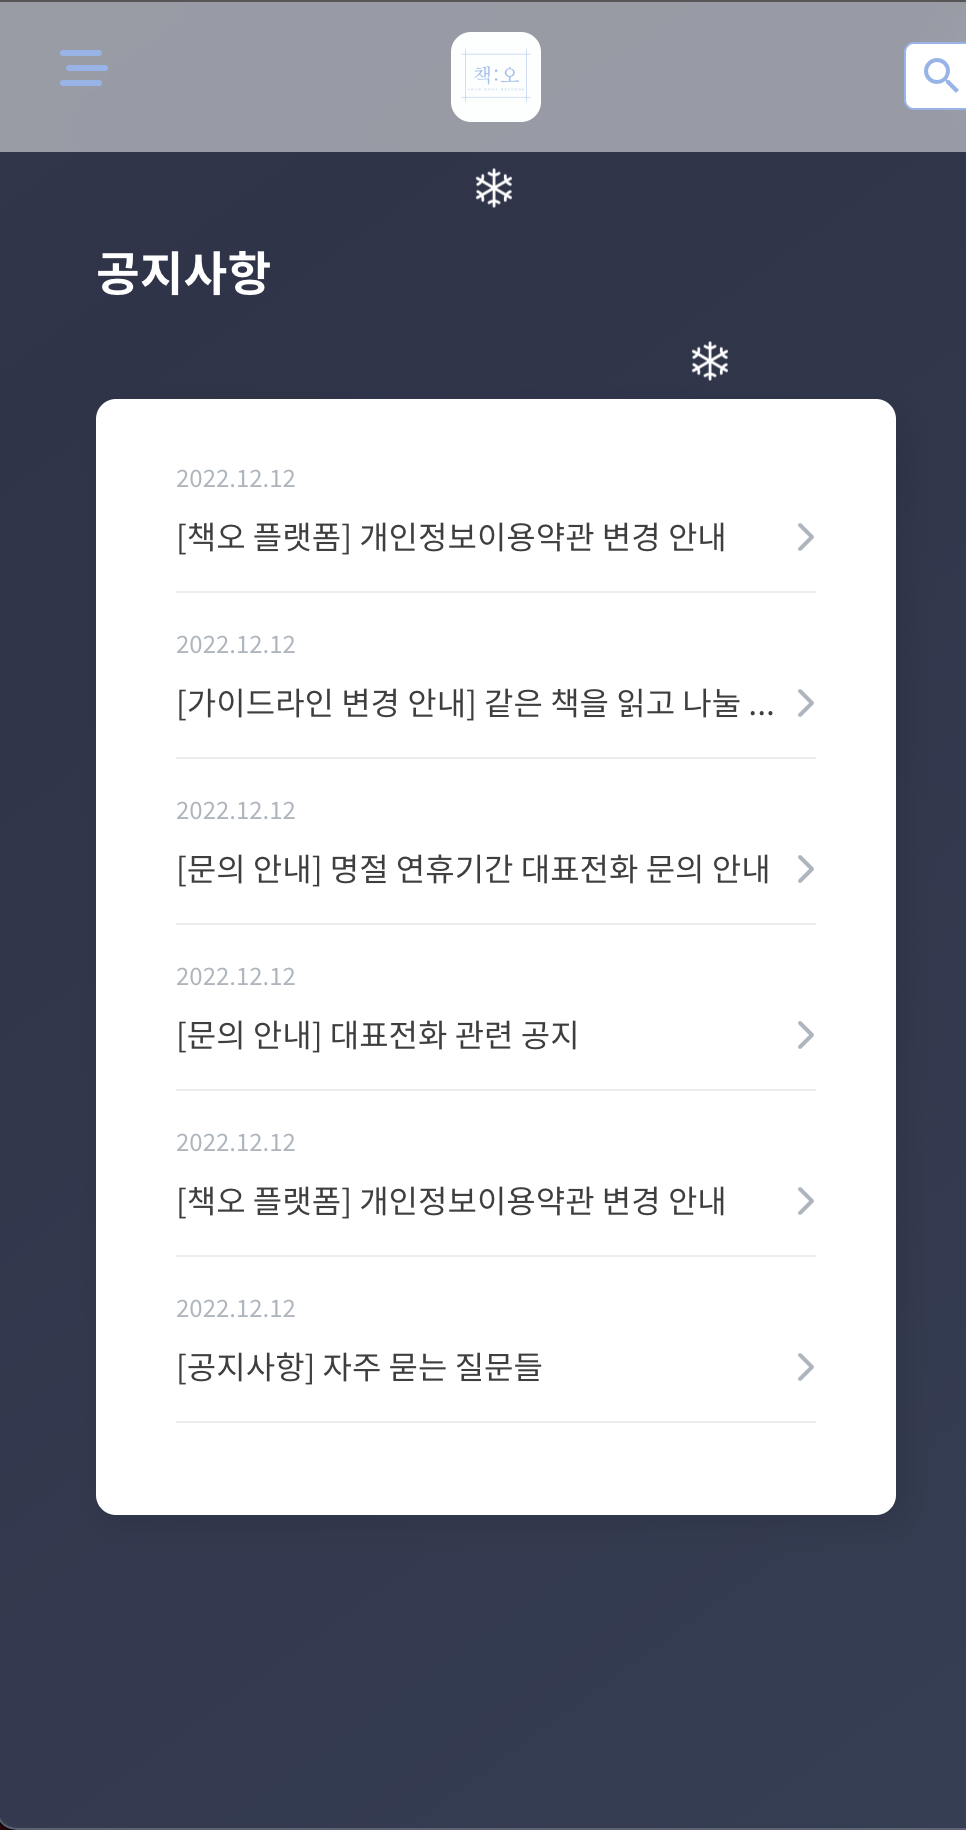 책:오
공지사항
2022.12.12
[책오 플랫폼] 개인정보이용약관 변경 안내
2022.12.12
[가이드라인 변경 안내] 같은 책을 읽고 나눌 ...
2022.12.12
[문의 안내] 명절 연휴기간 대표전화 문의 안내
2022.12.12
[문의 안내] 대표전화 관련 공지
2022.12.12
[책오 플랫폼] 개인정보이용약관 변경 안내
2022.12.12
[공지사항] 자주 묻는 질문들